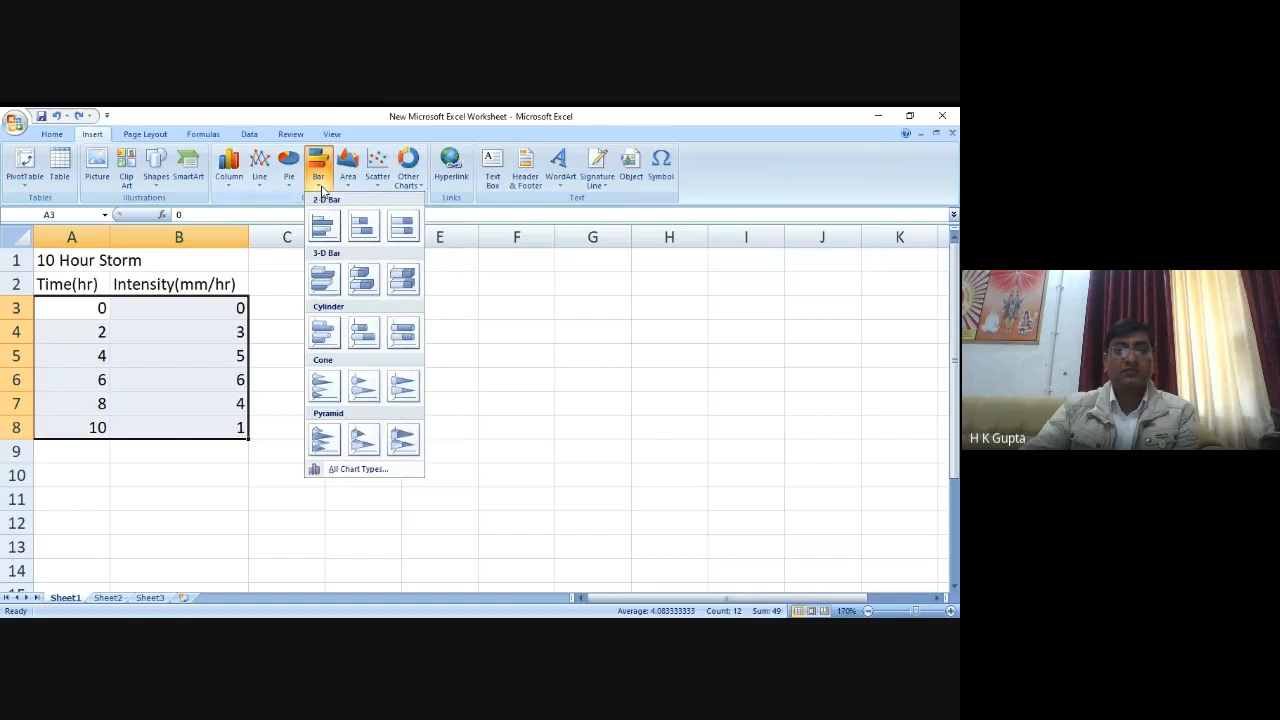 New Microsoft Excel Worksheet - Microsoft Excel
Home Insert Page Layout Formulas Data Review View
PivotTable Table Picture Clip Art Shapes SmartArt Column Line Pie Bar Area Scatter Other Charts Hyperlink Text Box Header & Footer WordArt Signature Line Object Symbol
Tables Illustrations Links Text
A3 fx 0
2-D Bar
3-D Bar
Cylinder
Cone
Pyramid
All Chart Types...
A B C E F G H I J K
1 10 Hour Storm
2 Time(hr) Intensity(mm/hr)
3 0 0
4 2 3
5 4 5
6 6 6
7 8 4
8 10 1
9
10
11
12
13
14
Sheet1 Sheet2 Sheet3
Ready Average: 4.083333333 Count: 12 Sum: 49 170%
H K Gupta